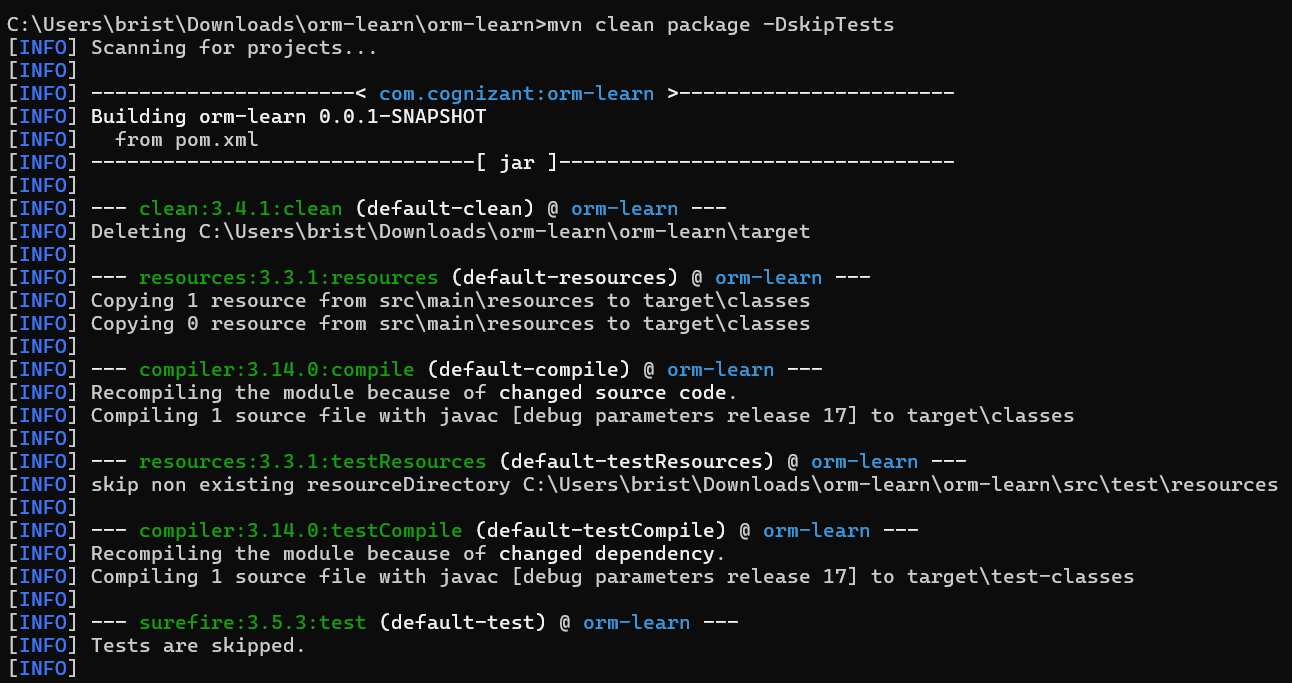 C:\Users\brist\Downloads\orm-learn\orm-learn>mvn clean package -DskipTests
[INFO] Scanning for projects...
[INFO]
[INFO] ----------------------< com.cognizant:orm-learn >-----------------------
[INFO] Building orm-learn 0.0.1-SNAPSHOT
[INFO]   from pom.xml
[INFO] --------------------------------[ jar ]---------------------------------
[INFO]
[INFO] --- clean:3.4.1:clean (default-clean) @ orm-learn ---
[INFO] Deleting C:\Users\brist\Downloads\orm-learn\orm-learn\target
[INFO]
[INFO] --- resources:3.3.1:resources (default-resources) @ orm-learn ---
[INFO] Copying 1 resource from src\main\resources to target\classes
[INFO] Copying 0 resource from src\main\resources to target\classes
[INFO]
[INFO] --- compiler:3.14.0:compile (default-compile) @ orm-learn ---
[INFO] Recompiling the module because of changed source code.
[INFO] Compiling 1 source file with javac [debug parameters release 17] to target\classes
[INFO]
[INFO] --- resources:3.3.1:testResources (default-testResources) @ orm-learn ---
[INFO] skip non existing resourceDirectory C:\Users\brist\Downloads\orm-learn\orm-learn\src\test\resources
[INFO]
[INFO] --- compiler:3.14.0:testCompile (default-testCompile) @ orm-learn ---
[INFO] Recompiling the module because of changed dependency.
[INFO] Compiling 1 source file with javac [debug parameters release 17] to target\test-classes
[INFO]
[INFO] --- surefire:3.5.3:test (default-test) @ orm-learn ---
[INFO] Tests are skipped.
[INFO]